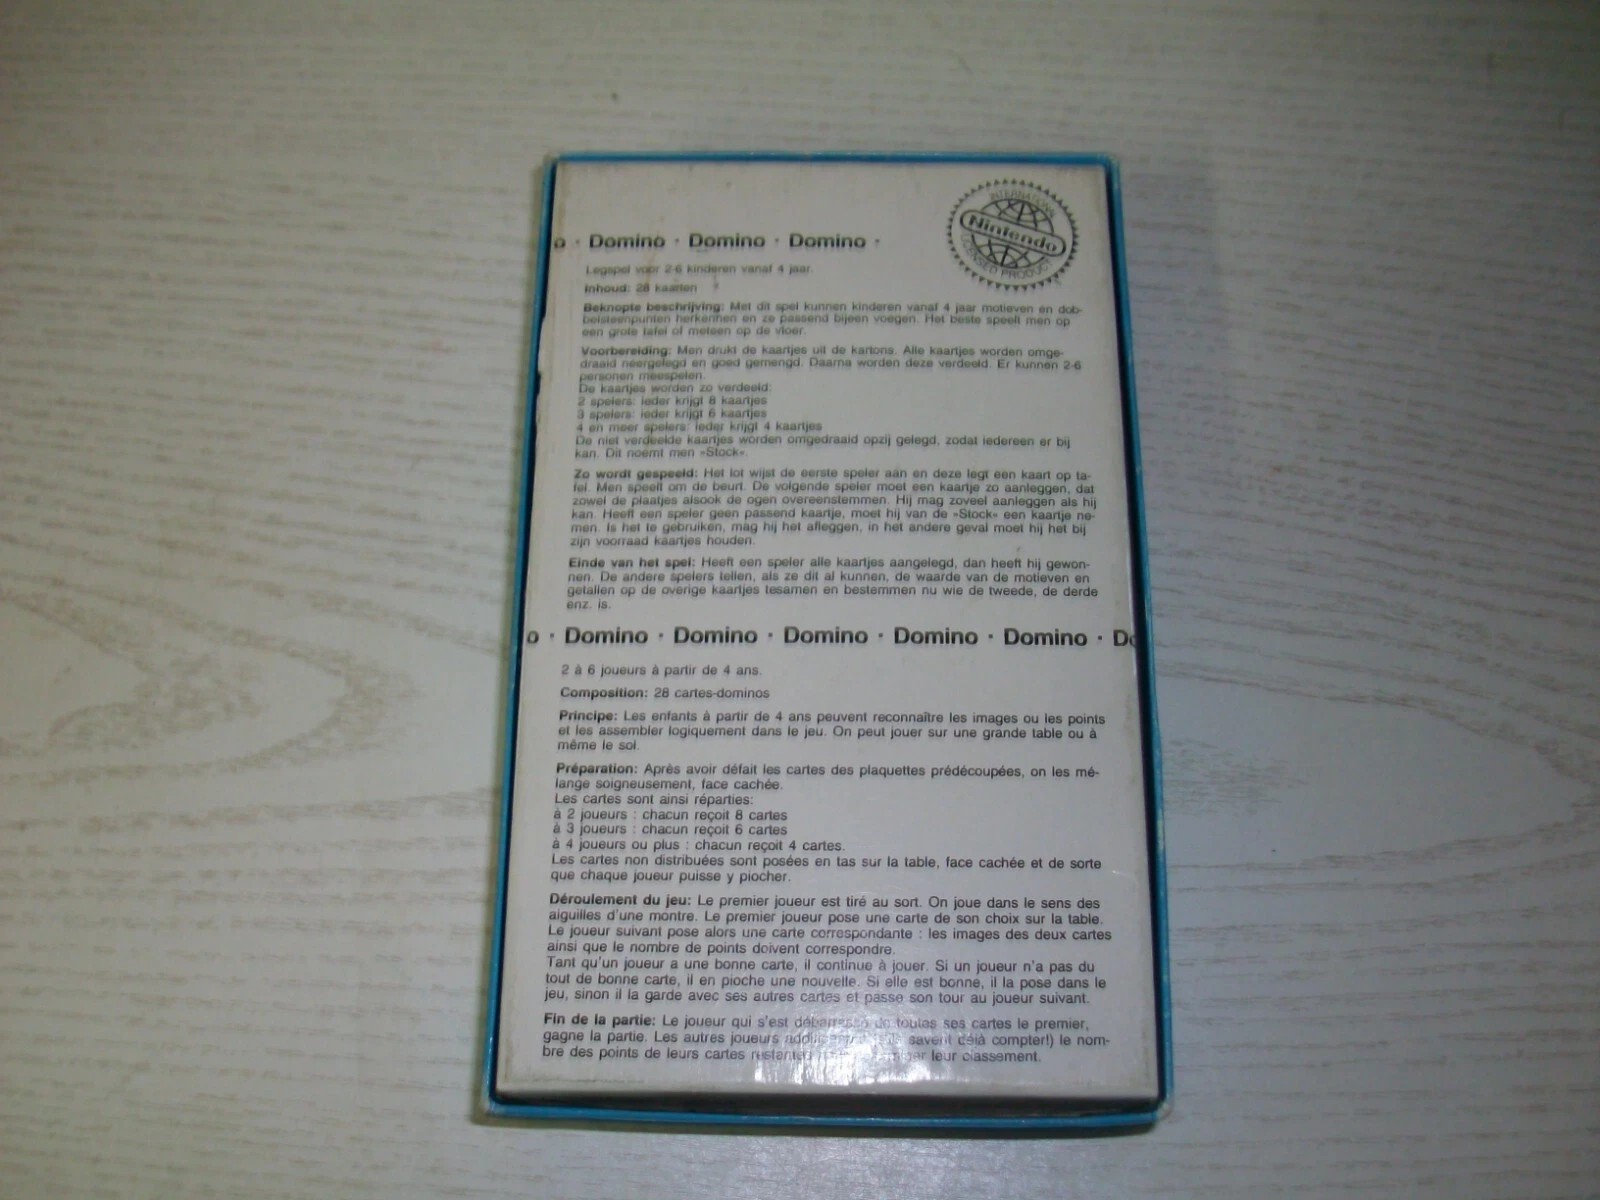 o · Domino · Domino · Domino ·
INTERNATIONAL
Nintendo
LICENSED PRODUCT
Legspel voor 2-6 kinderen vanaf 4 jaar.
Inhoud: 28 kaarten
Beknopte beschrijving: Met dit spel kunnen kinderen vanaf 4 jaar motieven en dob-
belsteenpunten herkennen en ze passend bijeen voegen. Het beste speelt men op
een grote tafel of meteen op de vloer.
Voorbereiding: Men drukt de kaartjes uit de kartons. Alle kaartjes worden omge-
draaid neergelegd en goed gemengd. Daarna worden deze verdeeld. Er kunnen 2-6
personen meespelen.
De kaartjes worden zo verdeeld:
2 spelers: ieder krijgt 8 kaartjes
3 spelers: ieder krijgt 6 kaartjes
4 en meer spelers: ieder krijgt 4 kaartjes
De niet verdeelde kaartjes worden omgedraaid opzij gelegd, zodat iedereen er bij
kan. Dit noemt men »Stock«.
Zo wordt gespeeld: Het lot wijst de eerste speler aan en deze legt een kaart op ta-
fel. Men speelt om de beurt. De volgende speler moet een kaartje zo aanleggen, dat
zowel de plaatjes alsook de ogen overeenstemmen. Hij mag zoveel aanleggen als hij
kan. Heeft een speler geen passend kaartje, moet hij van de »Stock« een kaartje ne-
men. Is het te gebruiken, mag hij het afleggen, in het andere geval moet hij het bij
zijn voorraad kaartjes houden.
Einde van het spel: Heeft een speler alle kaartjes aangelegd, dan heeft hij gewon-
nen. De andere spelers tellen, als ze dit al kunnen, de waarde van de motieven en
getallen op de overige kaartjes tesamen en bestemmen nu wie de tweede, de derde
enz. is.
o · Domino · Domino · Domino · Domino · Domino · Do
2 à 6 joueurs à partir de 4 ans.
Composition: 28 cartes-dominos
Principe: Les enfants à partir de 4 ans peuvent reconnaître les images ou les points
et les assembler logiquement dans le jeu. On peut jouer sur une grande table ou à
même le sol.
Préparation: Après avoir défait les cartes des plaquettes prédécoupées, on les mé-
lange soigneusement, face cachée.
Les cartes sont ainsi réparties:
à 2 joueurs : chacun reçoit 8 cartes
à 3 joueurs : chacun reçoit 6 cartes
à 4 joueurs ou plus : chacun reçoit 4 cartes.
Les cartes non distribuées sont posées en tas sur la table, face cachée et de sorte
que chaque joueur puisse y piocher.
Déroulement du jeu: Le premier joueur est tiré au sort. On joue dans le sens des
aiguilles d'une montre. Le premier joueur pose une carte de son choix sur la table.
Le joueur suivant pose alors une carte correspondante : les images des deux cartes
ainsi que le nombre de points doivent correspondre.
Tant qu'un joueur a une bonne carte, il continue à jouer. Si un joueur n'a pas du
tout de bonne carte, il en pioche une nouvelle. Si elle est bonne, il la pose dans le
jeu, sinon il la garde avec ses autres cartes et passe son tour au joueur suivant.
Fin de la partie: Le joueur qui s'est débarrassé de toutes ses cartes le premier,
gagne la partie. Les autres joueurs savent déjà compter!) le nom-
bre des points de leurs cartes restantes leur classement.